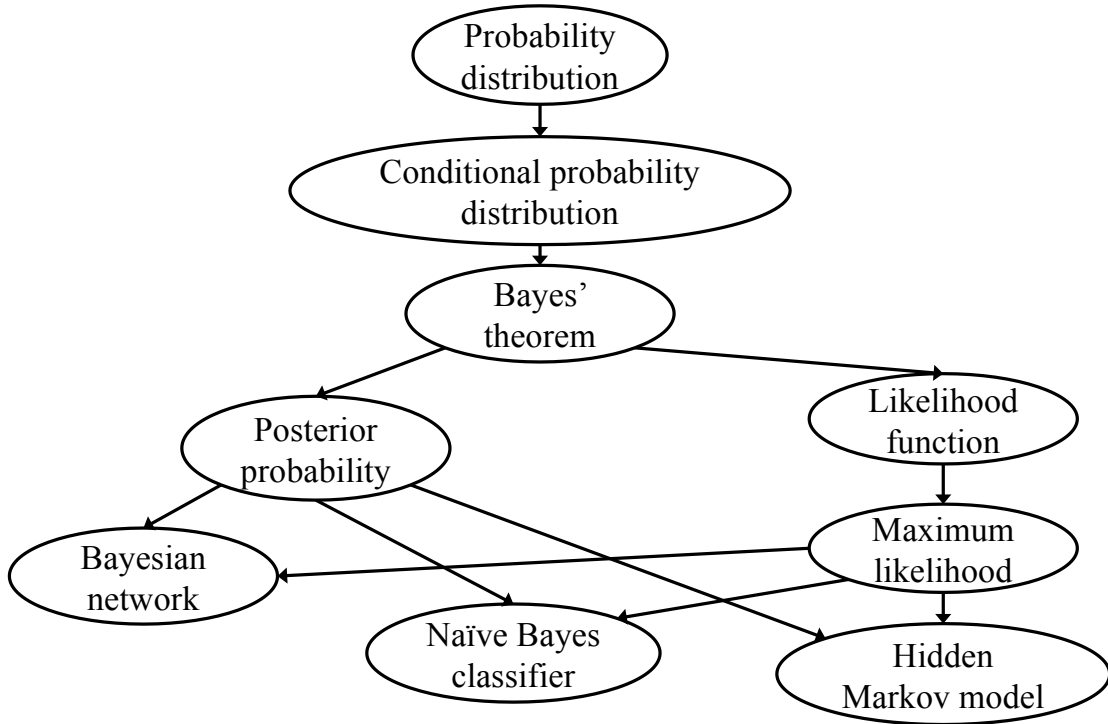 Probability
distribution
Conditional probability
distribution
Bayes’
theorem
Likelihood
function
Posterior
probability
Maximum
likelihood
Bayesian
network
Naïve Bayes
classifier
Hidden
Markov model